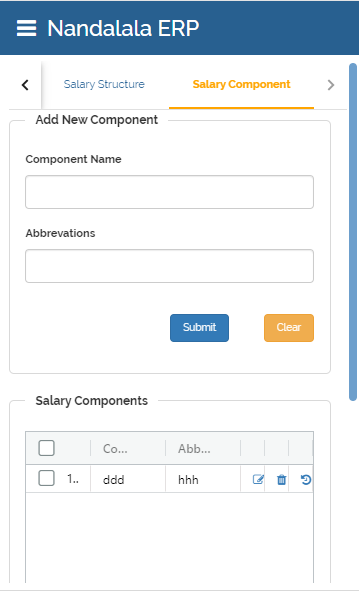 Nandalala ERP
Salary Structure Salary Component
Add New Component
Component Name
Abbrevations
Submit Clear
Salary Components
Co... Abb...
1.. ddd hhh